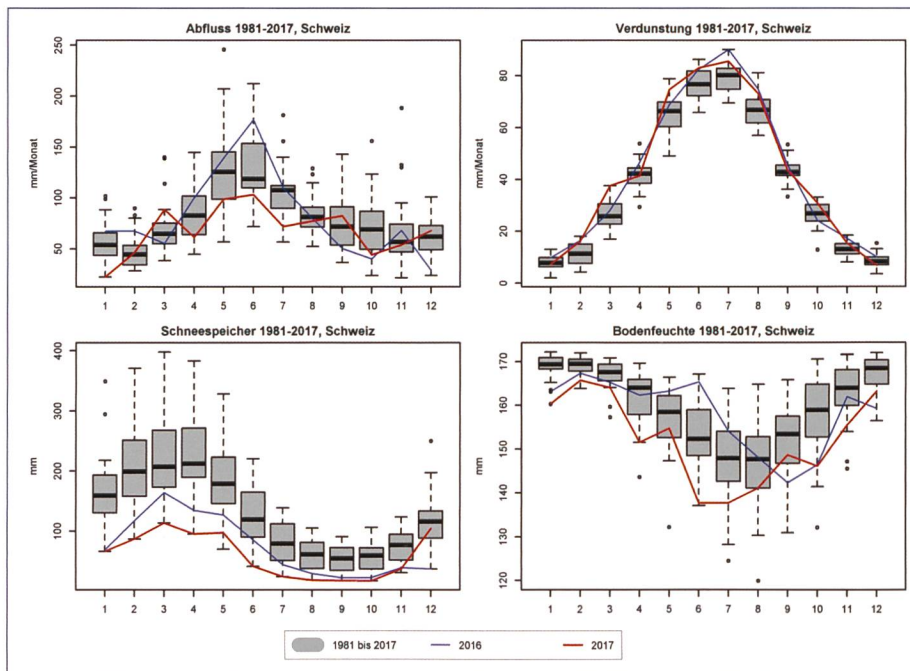 Abfluss 1981-2017, Schweiz
mm/Monat
250
200
150
100
50
1 2 3 4 5 6 7 8 9 10 11 12
Verdunstung 1981-2017, Schweiz
mm/Monat
80
60
40
20
0
1 2 3 4 5 6 7 8 9 10 11 12
Schneespeicher 1981-2017, Schweiz
mm
400
300
200
100
1 2 3 4 5 6 7 8 9 10 11 12
Bodenfeuchte 1981-2017, Schweiz
mm
170
160
150
140
130
120
1 2 3 4 5 6 7 8 9 10 11 12
1981 bis 2017 2016 2017